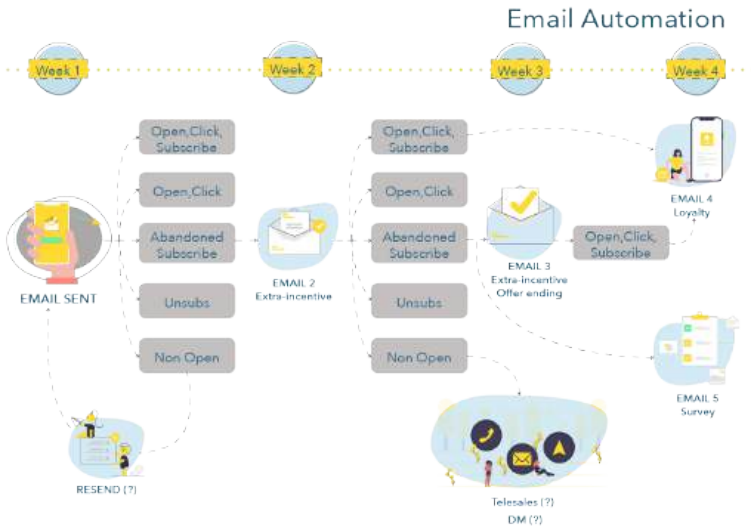 Email Automation
Week 1
Week 2
Week 3
Week 4
Open,Click,
Subscribe
Open,Click
Abandoned
Subscribe
Unsubs
Non Open
EMAIL SENT
RESEND (?)
EMAIL 2
Extra-incentive
Open,Click,
Subscribe
Open,Click
Abandoned
Subscribe
Unsubs
Non Open
EMAIL 3
Extra-incentive
Offer ending
Open,Click,
Subscribe
EMAIL 4
Loyalty
EMAIL 5
Survey
Telesales (?)
DM (?)